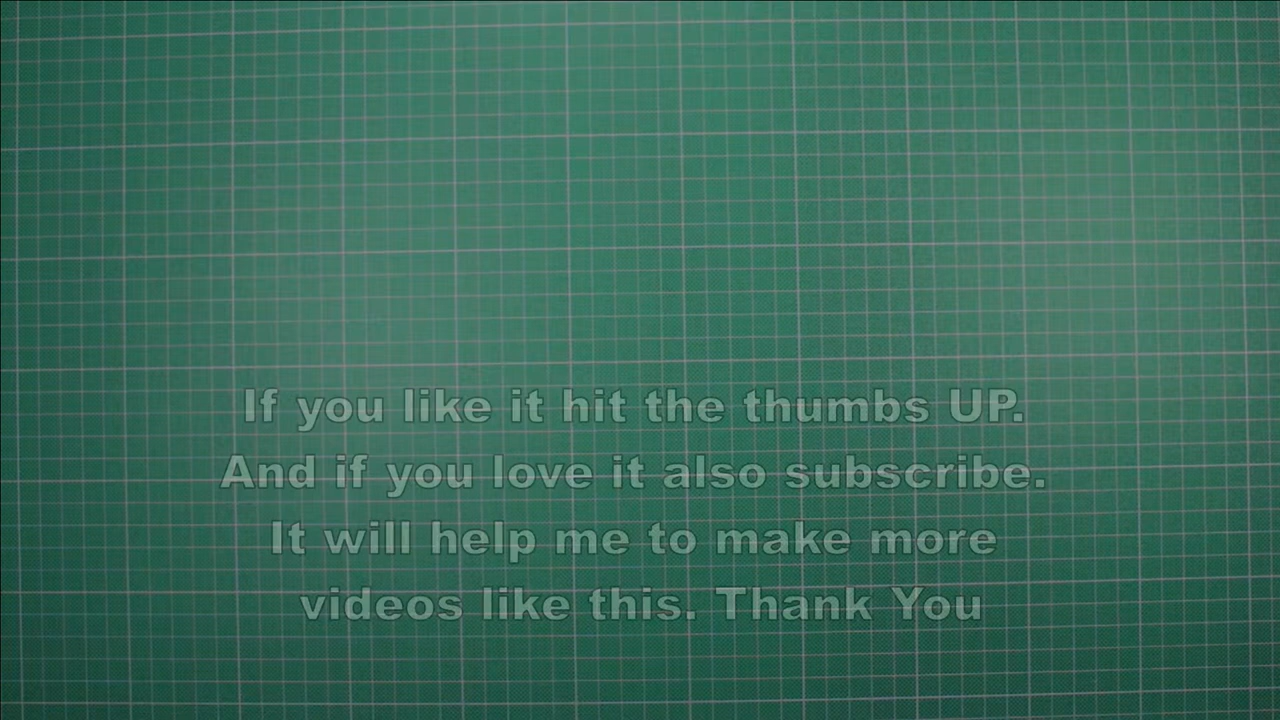 If you like it hit the thumbs UP.
And if you love it also subscribe.
It will help me to make more
videos like this. Thank You